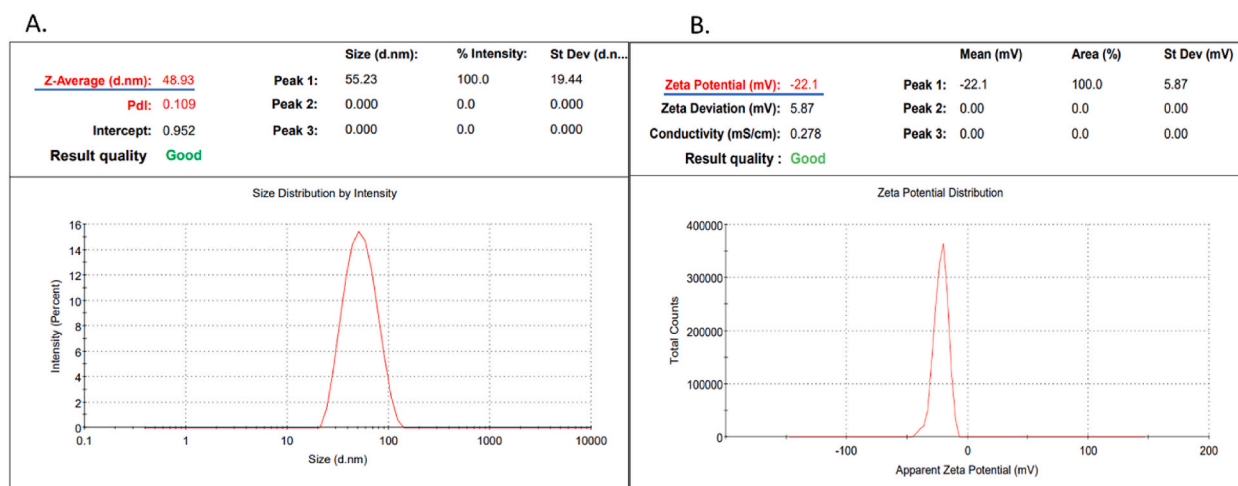 A.
Size (d.nm): % Intensity: St Dev (d.n...
Z-Average (d.nm): 48.93 Peak 1: 55.23 100.0 19.44
PdI: 0.109 Peak 2: 0.000 0.0 0.000
Intercept: 0.952 Peak 3: 0.000 0.0 0.000
Result quality Good
Size Distribution by Intensity
Intensity (Percent)
16
14
12
10
8
6
4
2
0
0.1 1 10 100 1000 10000
Size (d.nm)
B.
Mean (mV) Area (%) St Dev (mV)
Zeta Potential (mV): -22.1 Peak 1: -22.1 100.0 5.87
Zeta Deviation (mV): 5.87 Peak 2: 0.00 0.0 0.00
Conductivity (mS/cm): 0.278 Peak 3: 0.00 0.0 0.00
Result quality : Good
Zeta Potential Distribution
Total Counts
400000
300000
200000
100000
0
-100 0 100 200
Apparent Zeta Potential (mV)